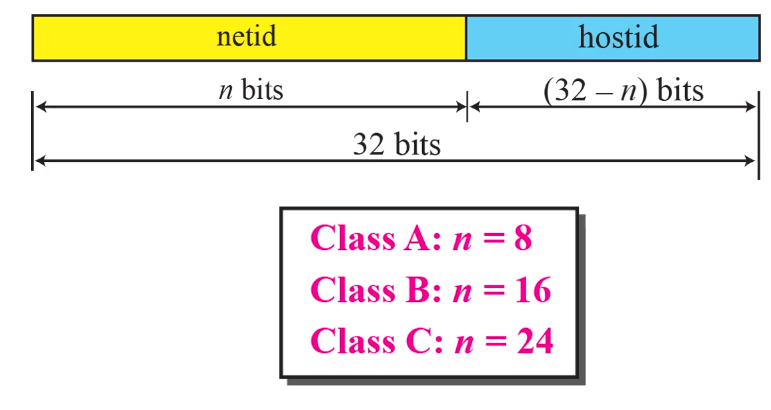 netid hostid
n bits (32 – n) bits
32 bits
Class A: n = 8
Class B: n = 16
Class C: n = 24